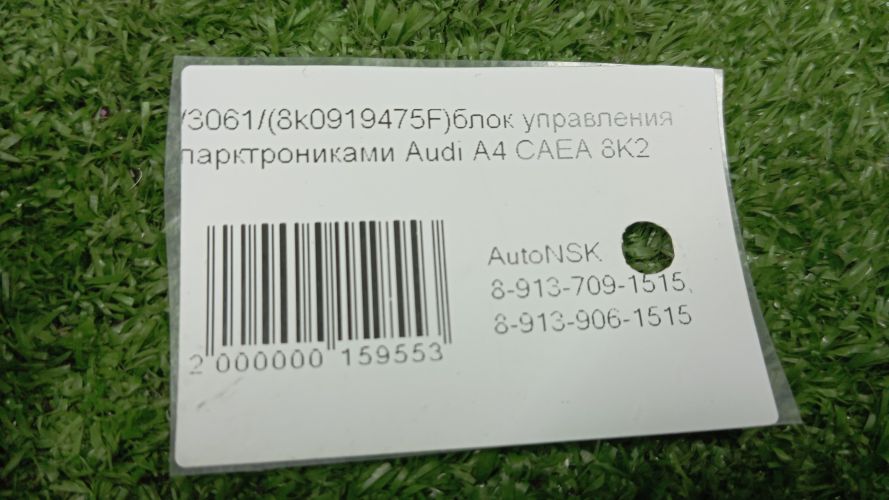 /3061/(8k0919475F)блок управления
парктрониками Audi A4 CAEA 8K2
AutoNSK
8-913-709-1515,
8-913-906-1515
2 000000 159553